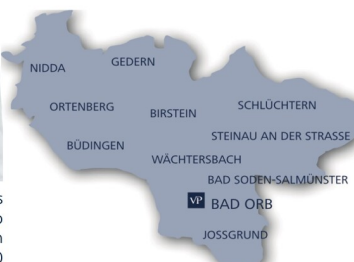 GEDERN
NIDDA
ORTENBERG
BIRSTEIN
SCHLÜCHTERN
BÜDINGEN
STEINAU AN DER STRASSE
WÄCHTERSBACH
BAD SODEN-SALMÜNSTER
VP BAD ORB
JOSSGRUND